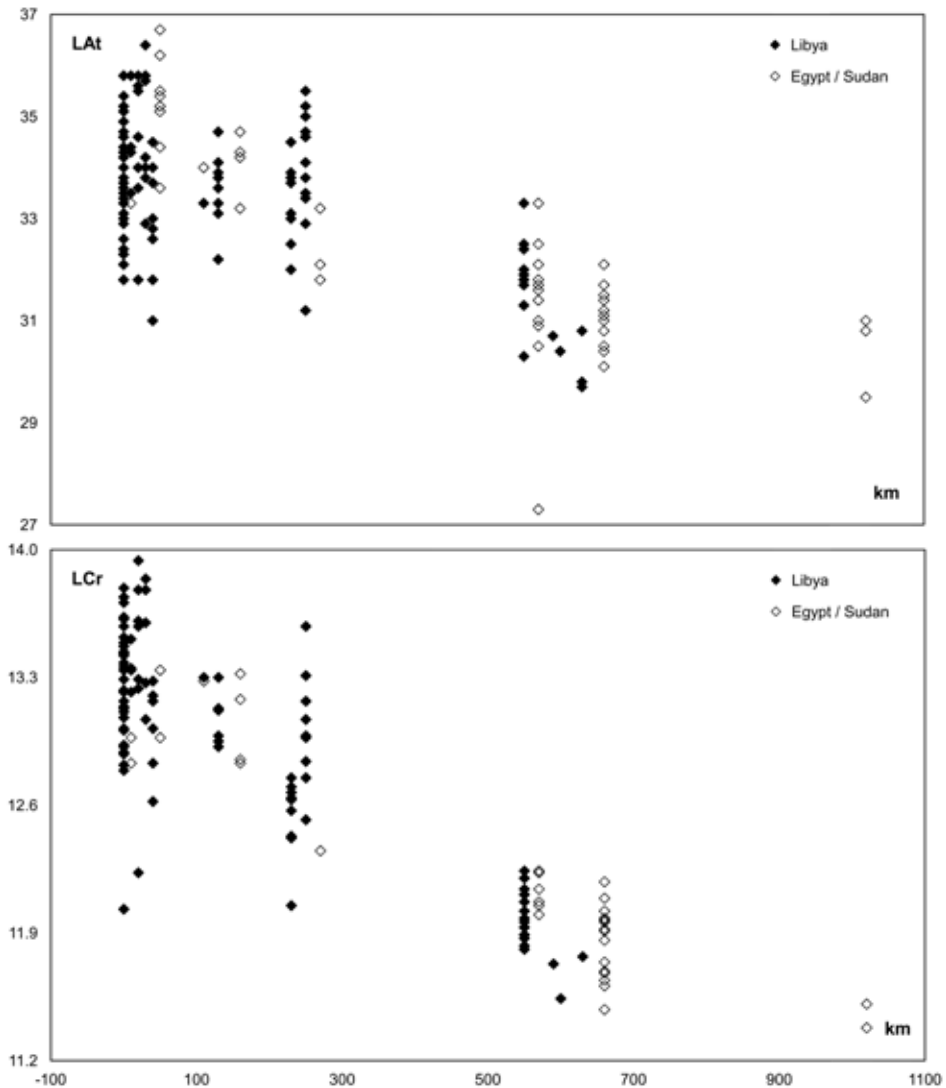 37
LAt
Libya
Egypt / Sudan
35
33
31
29
km
27
14.0
LCr
Libya
Egypt / Sudan
13.3
12.6
11.9
km
11.2
-100 100 300 500 700 900 1100